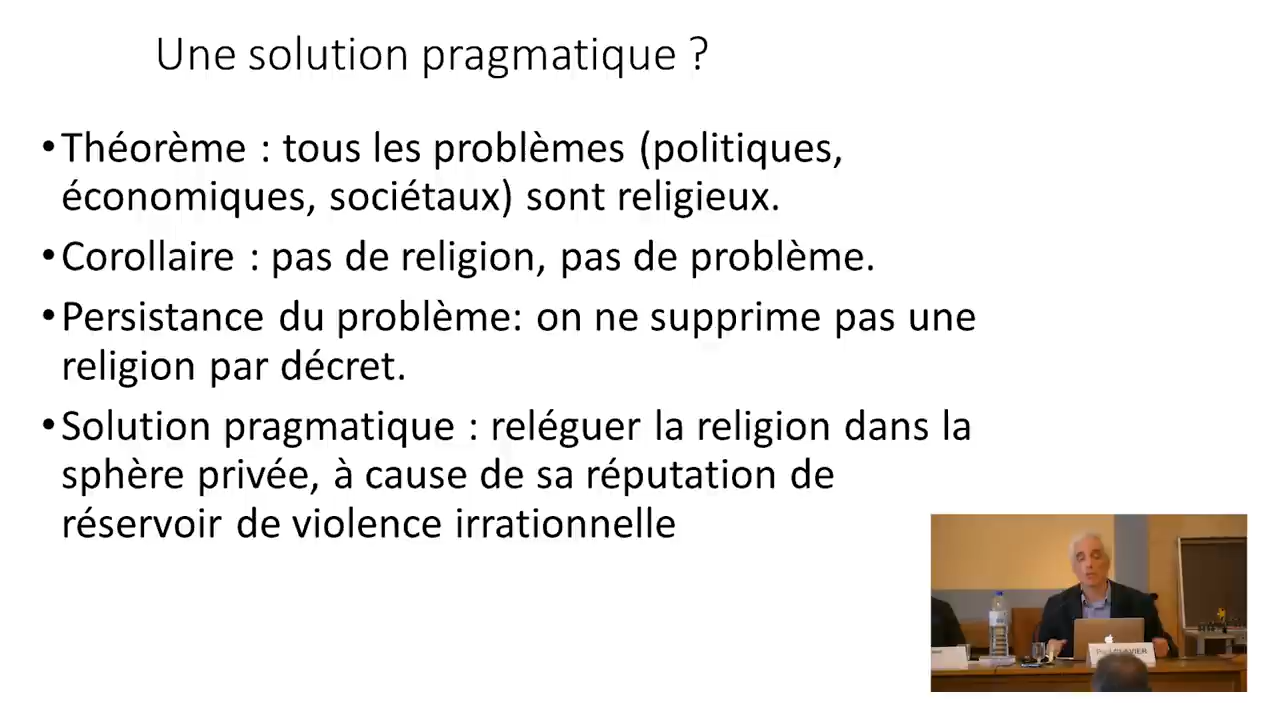 Une solution pragmatique ?
•Théorème : tous les problèmes (politiques,
économiques, sociétaux) sont religieux.
•Corollaire : pas de religion, pas de problème.
•Persistance du problème: on ne supprime pas une
religion par décret.
•Solution pragmatique : reléguer la religion dans la
sphère privée, à cause de sa réputation de
réservoir de violence irrationnelle